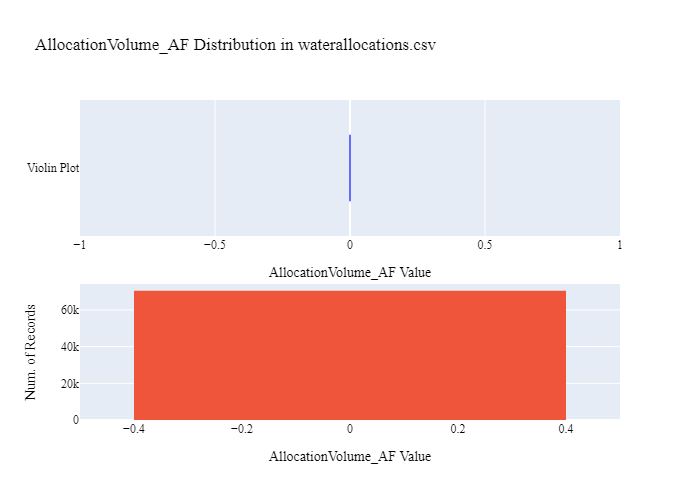 AllocationVolume_AF Distribution in waterallocations.csv
Violin Plot
−1 −0.5 0 0.5 1
AllocationVolume_AF Value
Num. of Records
60k
40k
20k
0
−0.4 −0.2 0 0.2 0.4
AllocationVolume_AF Value